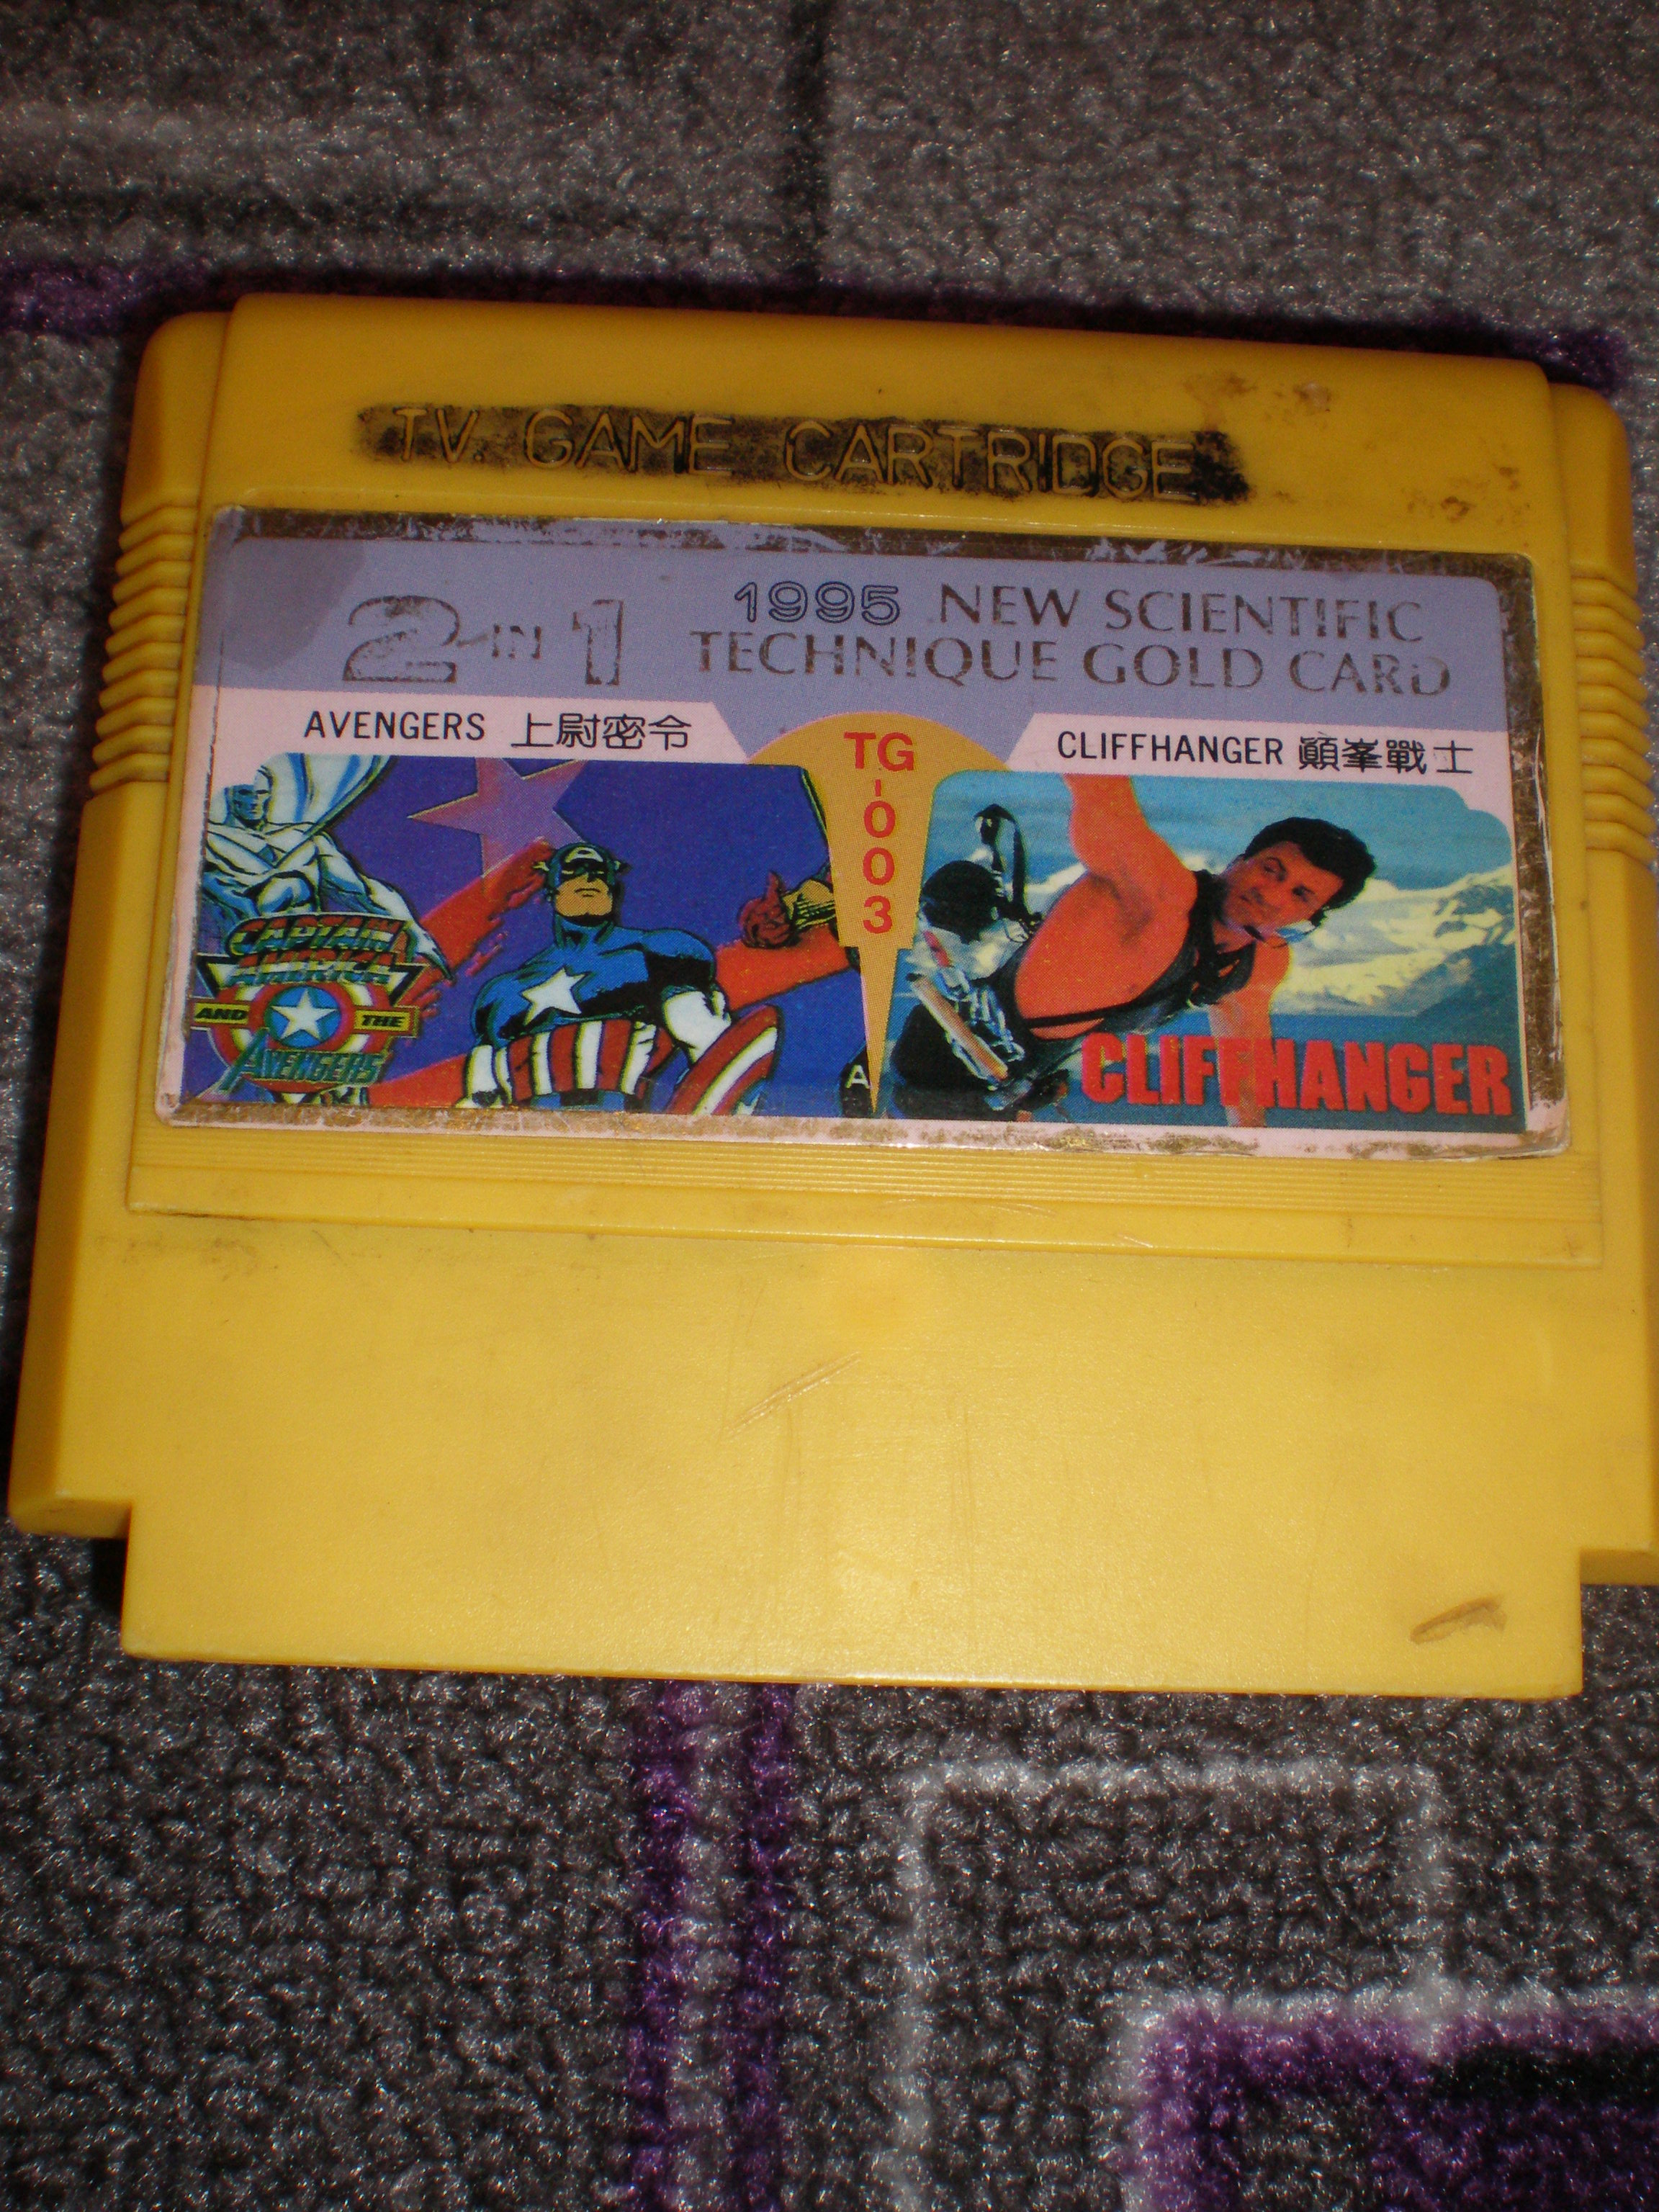 TV. GAME CARTRIDGE
2 IN 1
1995 NEW SCIENTIFIC
TECHNIQUE GOLD CARD
AVENGERS 上尉密令
CLIFFHANGER 顛峯戰士
TG-003
CAPTAIN
AMERICA
AND THE
AVENGERS
A
CLIFFHANGER